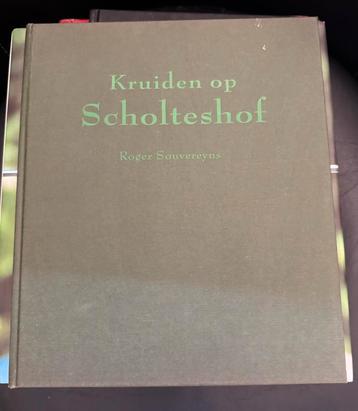 Kruiden op
Scholteshof
Roger Souvereyns